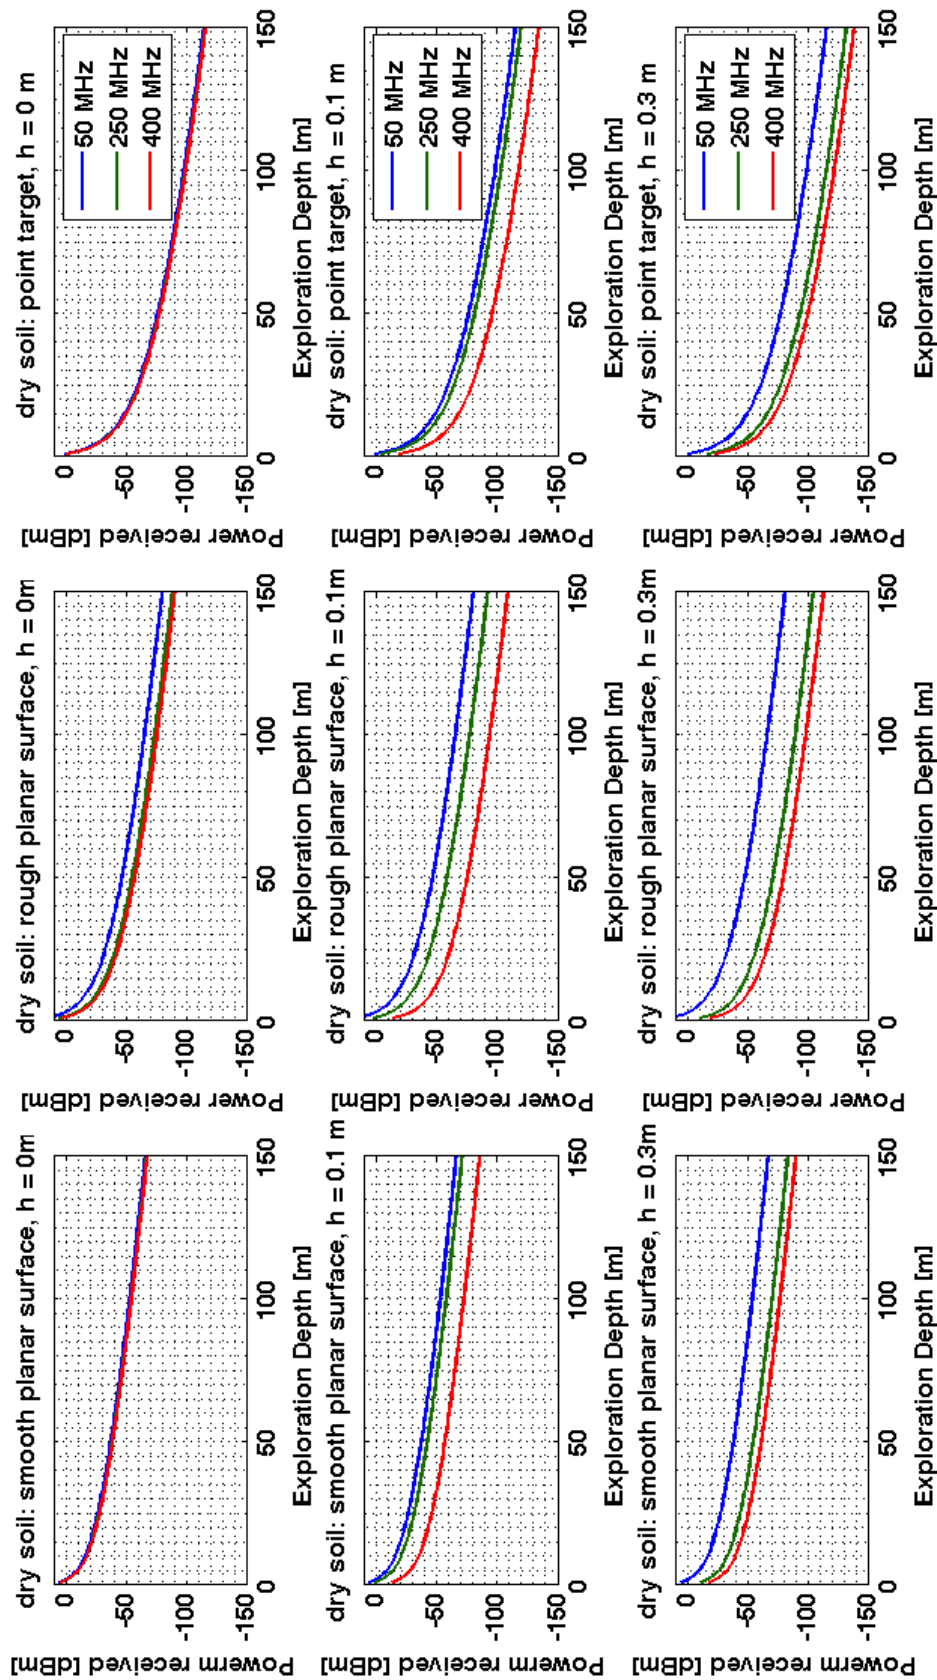 dry soil: smooth planar surface, h = 0m
Powerm received [dBm]
0
-50
-100
-150
0
50
100
150
Exploration Depth [m]
dry soil: rough planar surface, h = 0m
Power received [dBm]
0
-50
-100
-150
0
50
100
150
Exploration Depth [m]
dry soil: point target, h = 0 m
Power received [dBm]
0
-50
-100
-150
0
50
100
150
Exploration Depth [m]
50 MHz
250 MHz
400 MHz
dry soil: smooth planar surface, h = 0.1 m
Powerm received [dBm]
0
-50
-100
-150
0
50
100
150
Exploration Depth [m]
dry soil: rough planar surface, h = 0.1m
Power received [dBm]
0
-50
-100
-150
0
50
100
150
Exploration Depth [m]
dry soil: point target, h = 0.1 m
Power received [dBm]
0
-50
-100
-150
0
50
100
150
Exploration Depth [m]
50 MHz
250 MHz
400 MHz
dry soil: smooth planar surface, h = 0.3m
Powerm received [dBm]
0
-50
-100
-150
0
50
100
150
Exploration Depth [m]
dry soil: rough planar surface, h = 0.3m
Power received [dBm]
0
-50
-100
-150
0
50
100
150
Exploration Depth [m]
dry soil: point target, h = 0.3 m
Power received [dBm]
0
-50
-100
-150
0
50
100
150
Exploration Depth [m]
50 MHz
250 MHz
400 MHz